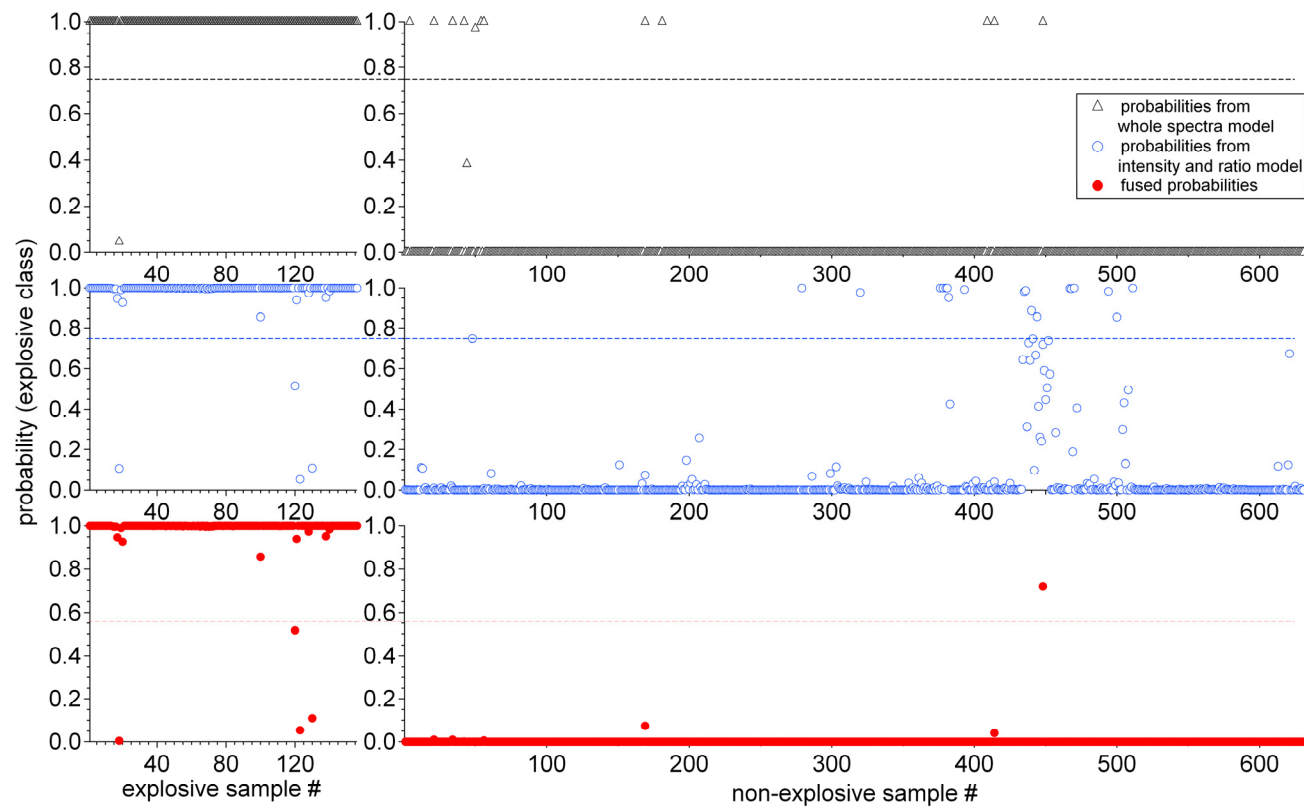 1.0
0.8
0.6
0.4
0.2
0.0
40 80 120
1.0
0.8
0.6
0.4
0.2
0.0
100 200 300 400 500 600
probabilities from
whole spectra model
probabilities from
intensity and ratio model
fused probabilities
probability (explosive class)
1.0
0.8
0.6
0.4
0.2
0.0
40 80 120
1.0
0.8
0.6
0.4
0.2
0.0
100 200 300 400 500 600
1.0
0.8
0.6
0.4
0.2
0.0
40 80 120
explosive sample #
1.0
0.8
0.6
0.4
0.2
0.0
100 200 300 400 500 600
non-explosive sample #